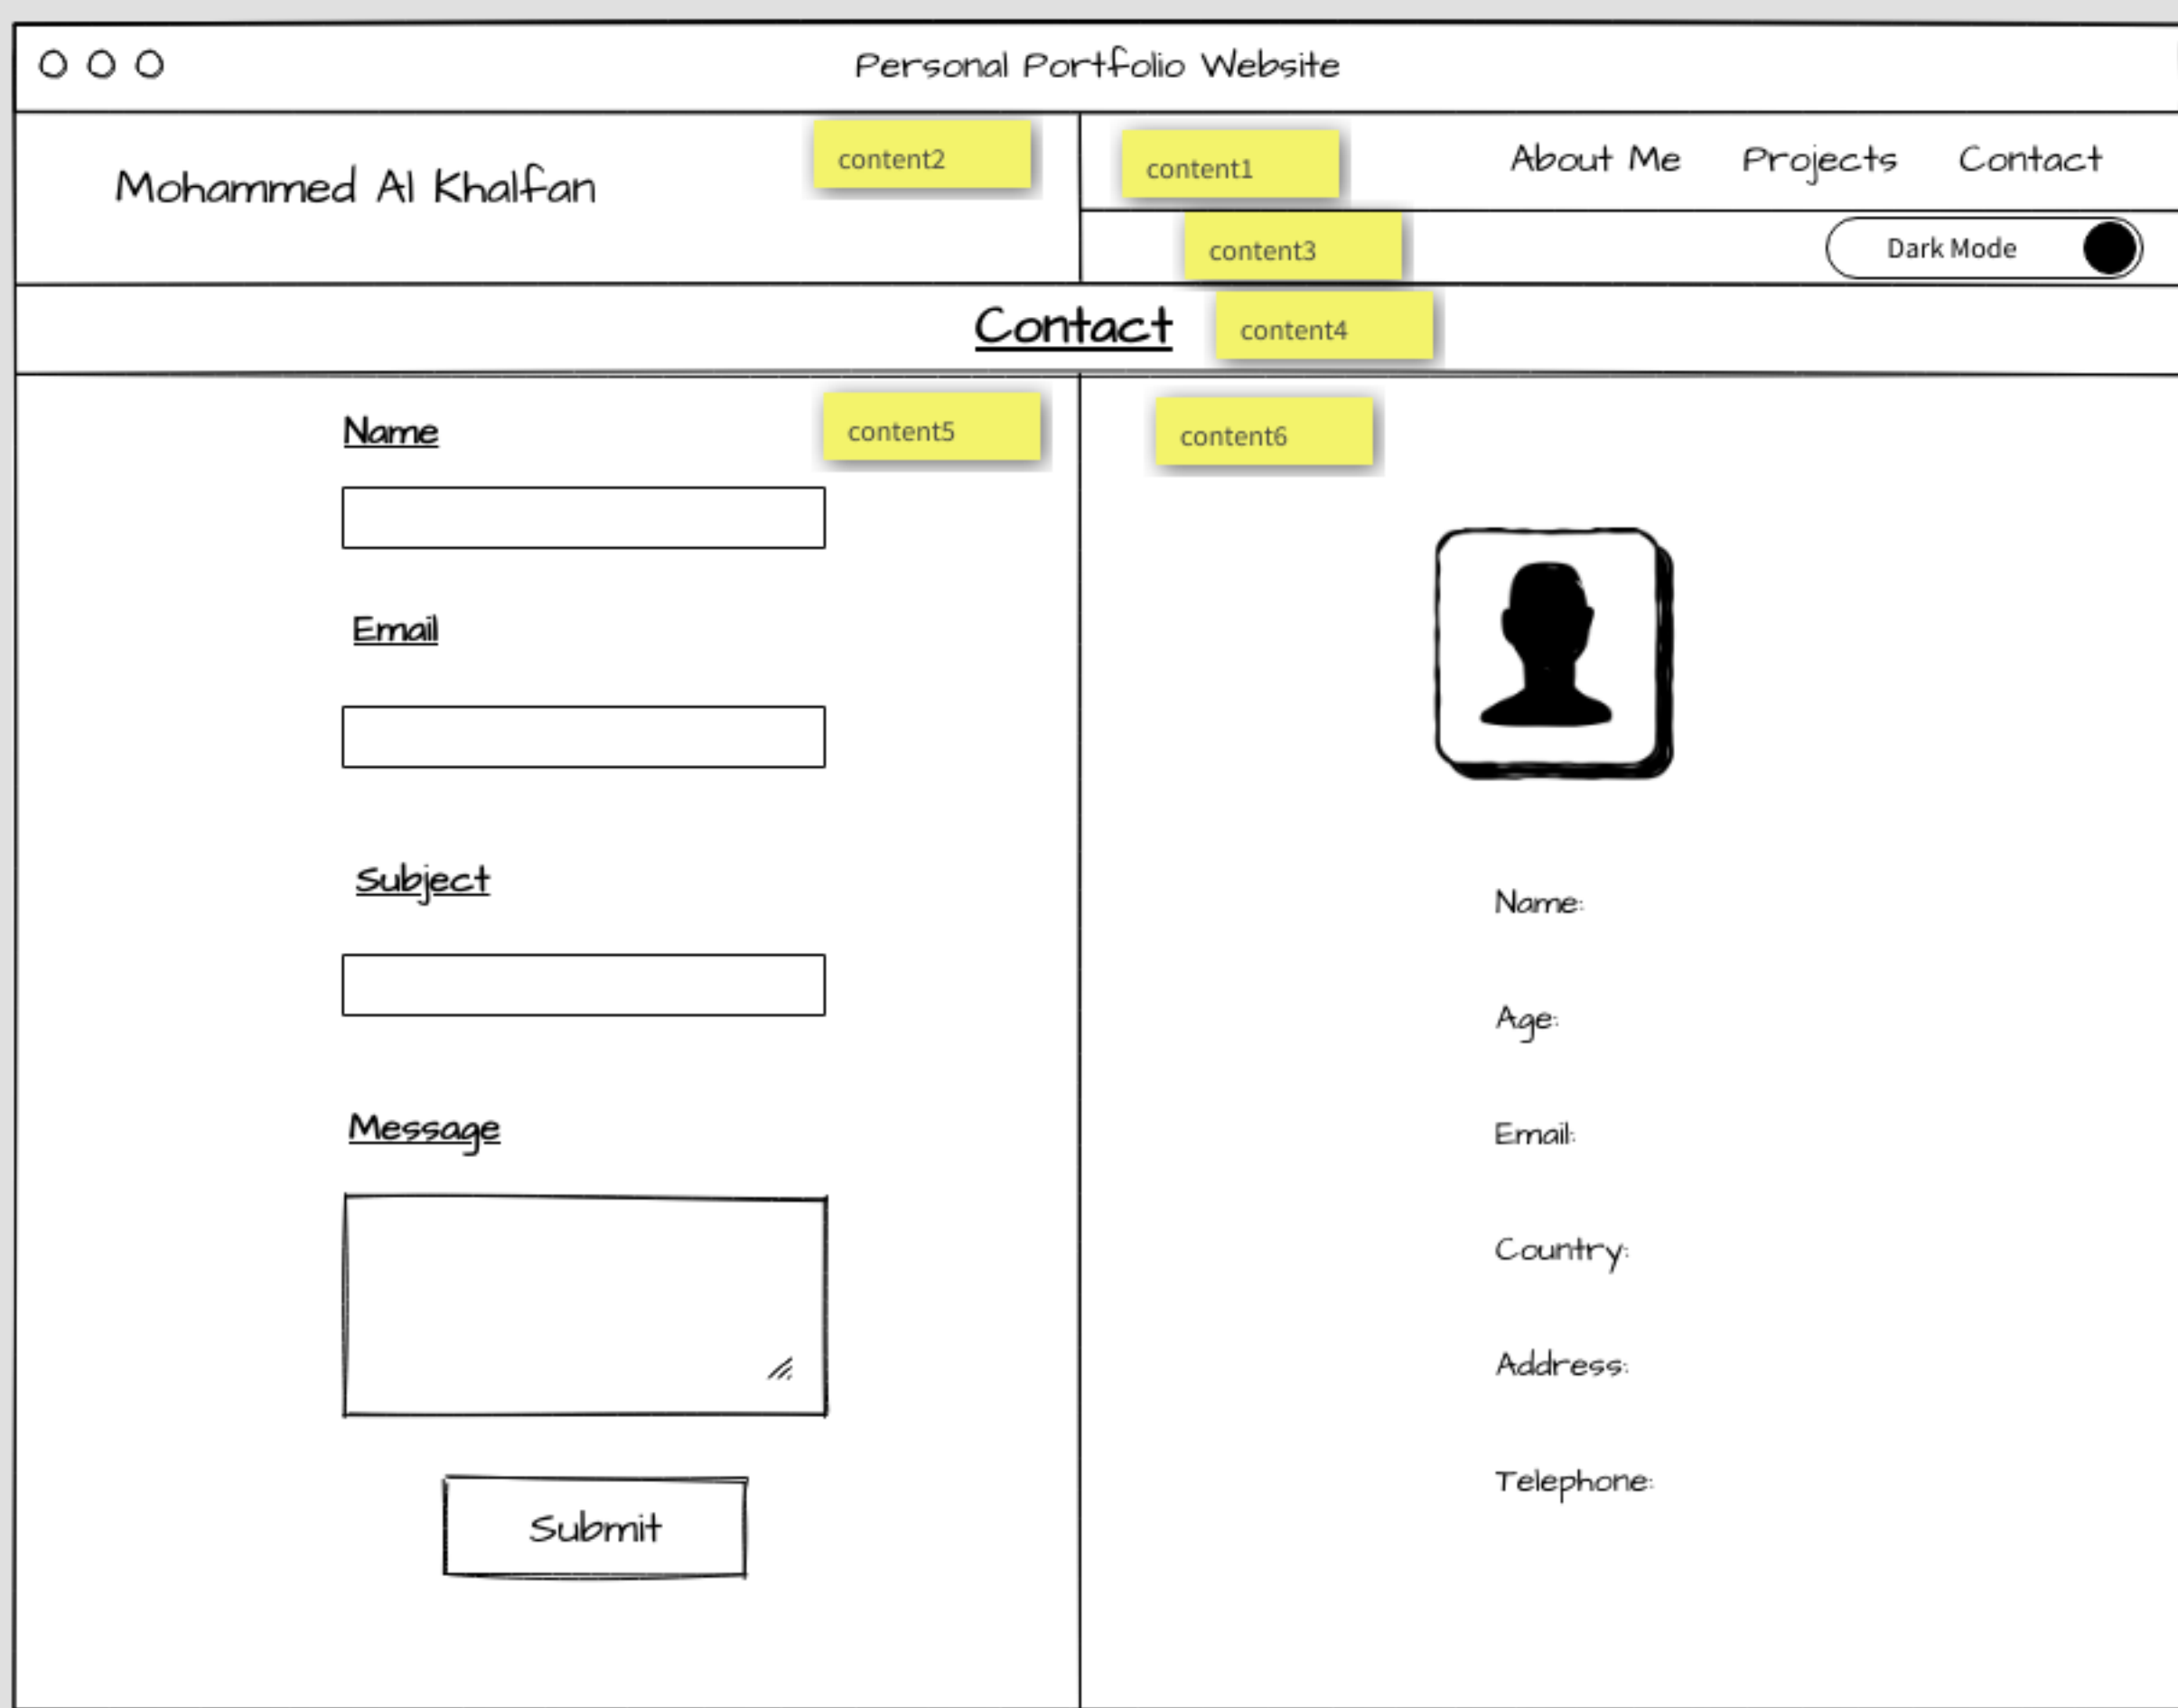 Personal Portfolio Website
Mohammed Al Khalfan
content2
content1
About Me Projects Contact
content3
Dark Mode
Contact
content4
Name
content5
Email
Subject
Message
Submit
content6
Name:
Age:
Email:
Country:
Address:
Telephone: